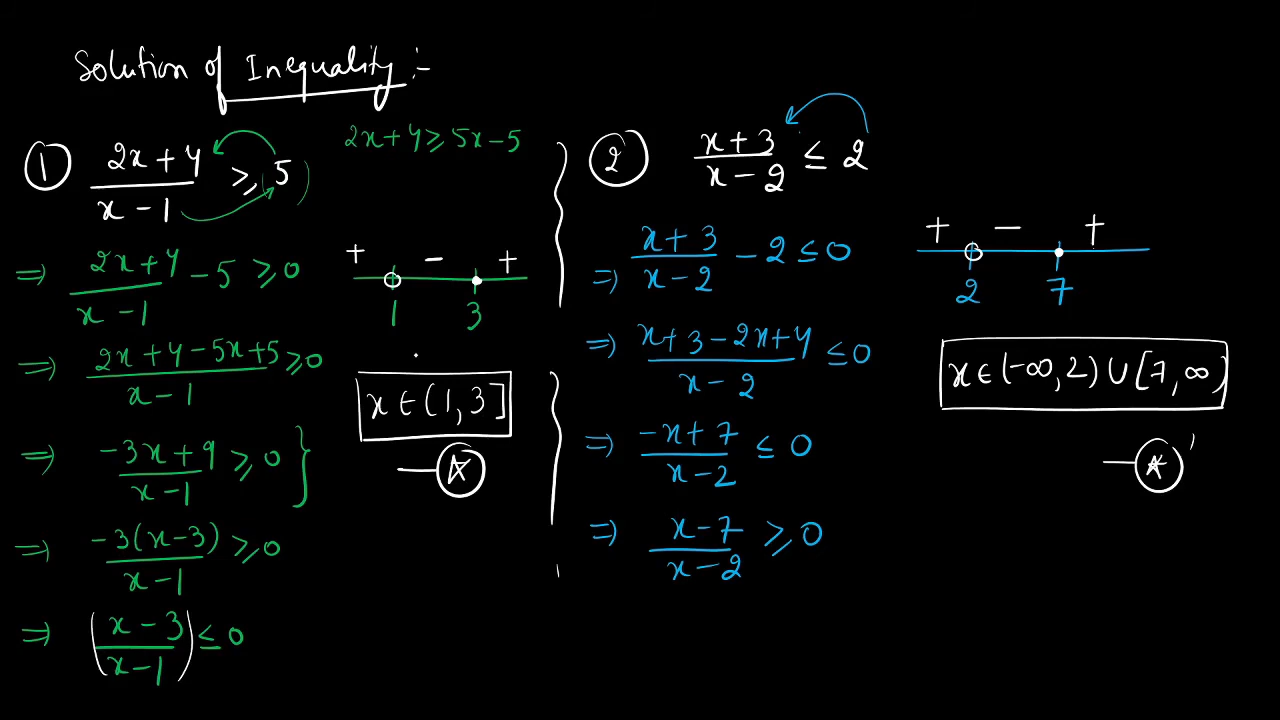 Solution of Inequality :-
① (2x+4)/(x-1) ≥ (5)
2x+4 ≥ 5x-5
⇒ (2x+4)/(x-1) - 5 ≥ 0
⇒ (2x+4-5x+5)/(x-1) ≥ 0
⇒ (-3x+9)/(x-1) ≥ 0 }
⇒ (-3(x-3))/(x-1) ≥ 0
⇒ ((x-3)/(x-1)) ≤ 0
+ - +
1 3
x ∈ (1, 3]
② (x+3)/(x-2) ≤ 2
⇒ (x+3)/(x-2) - 2 ≤ 0
⇒ (x+3-2x+4)/(x-2) ≤ 0
⇒ (-x+7)/(x-2) ≤ 0
⇒ (x-7)/(x-2) ≥ 0
+ - +
2 7
x ∈ (-∞, 2) ∪ [7, ∞)